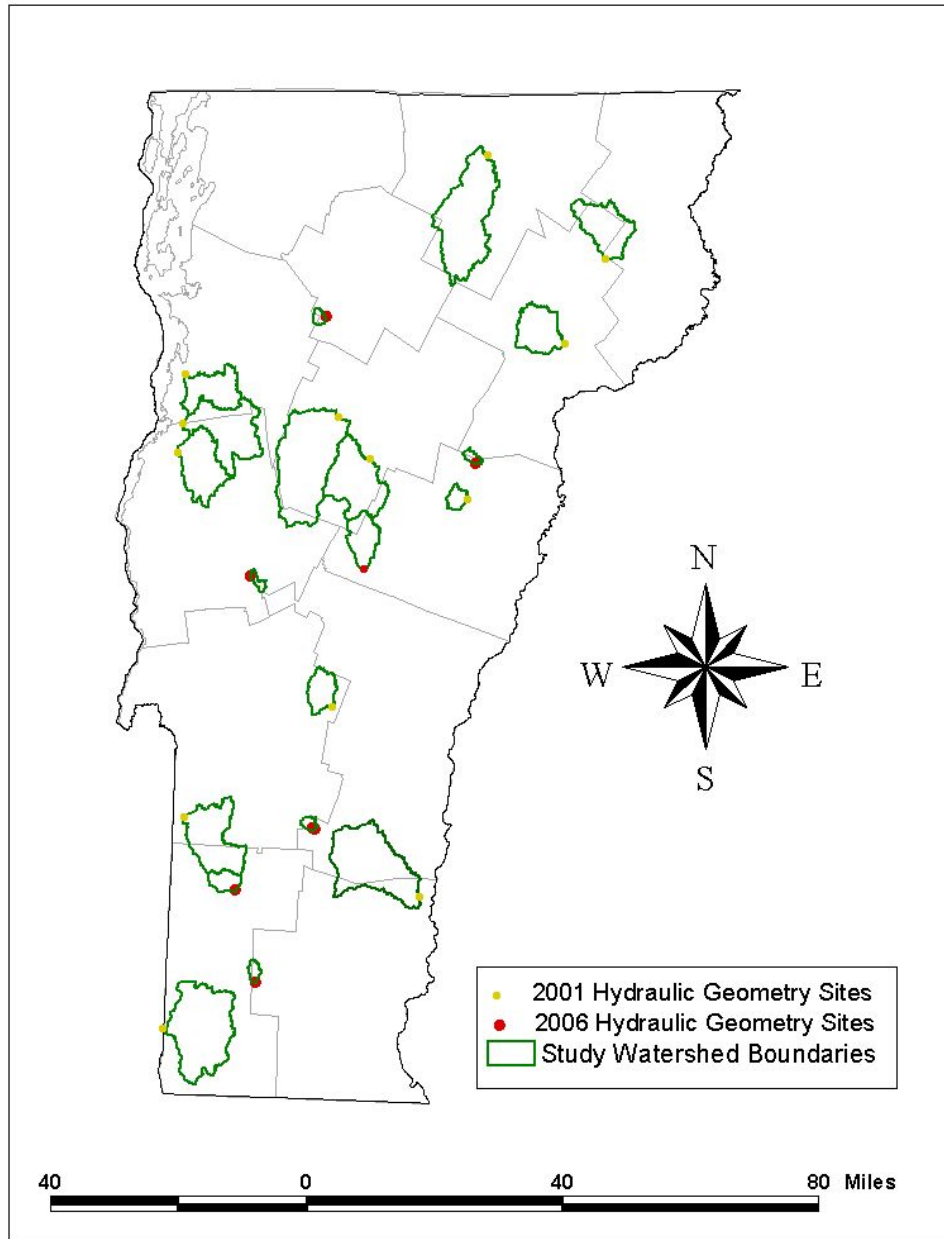 N
W E
S
2001 Hydraulic Geometry Sites
2006 Hydraulic Geometry Sites
Study Watershed Boundaries
40 0 40 80 Miles